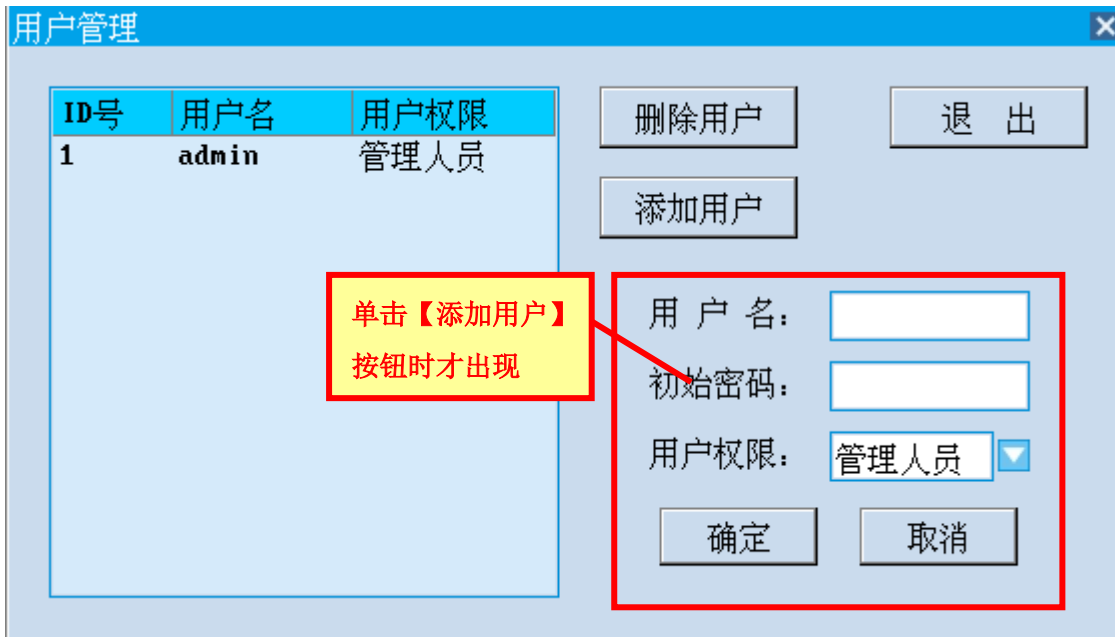 用户管理
ID号 用户名 用户权限
1 admin 管理人员
删除用户
退 出
添加用户
单击【添加用户】
按钮时才出现
用 户 名：
初始密码：
用户权限： 管理人员
确定 取消